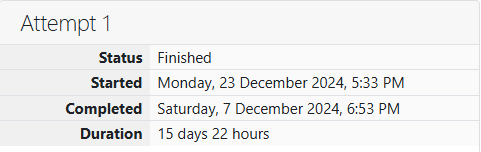 Attempt 1
Status Finished
Started Monday, 23 December 2024, 5:33 PM
Completed Saturday, 7 December 2024, 6:53 PM
Duration 15 days 22 hours